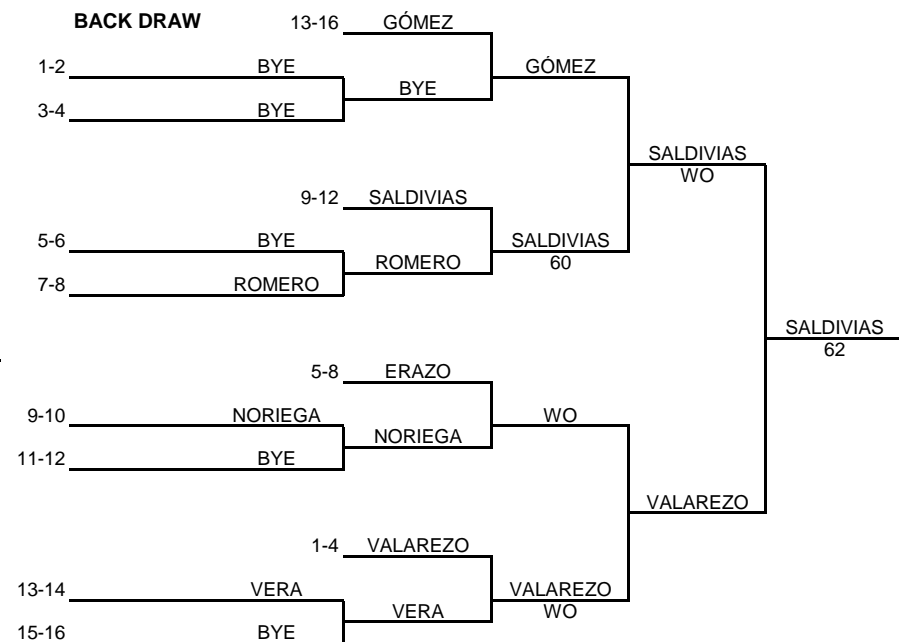 BACK DRAW
13-16 GÓMEZ
1-2 BYE GÓMEZ
BYE
3-4 BYE
SALDIVIAS
WO
9-12 SALDIVIAS
5-6 BYE SALDIVIAS
ROMERO 60
7-8 ROMERO
SALDIVIAS
62
5-8 ERAZO
9-10 NORIEGA WO
NORIEGA
11-12 BYE
VALAREZO
1-4 VALAREZO
13-14 VERA VALAREZO
VERA WO
15-16 BYE